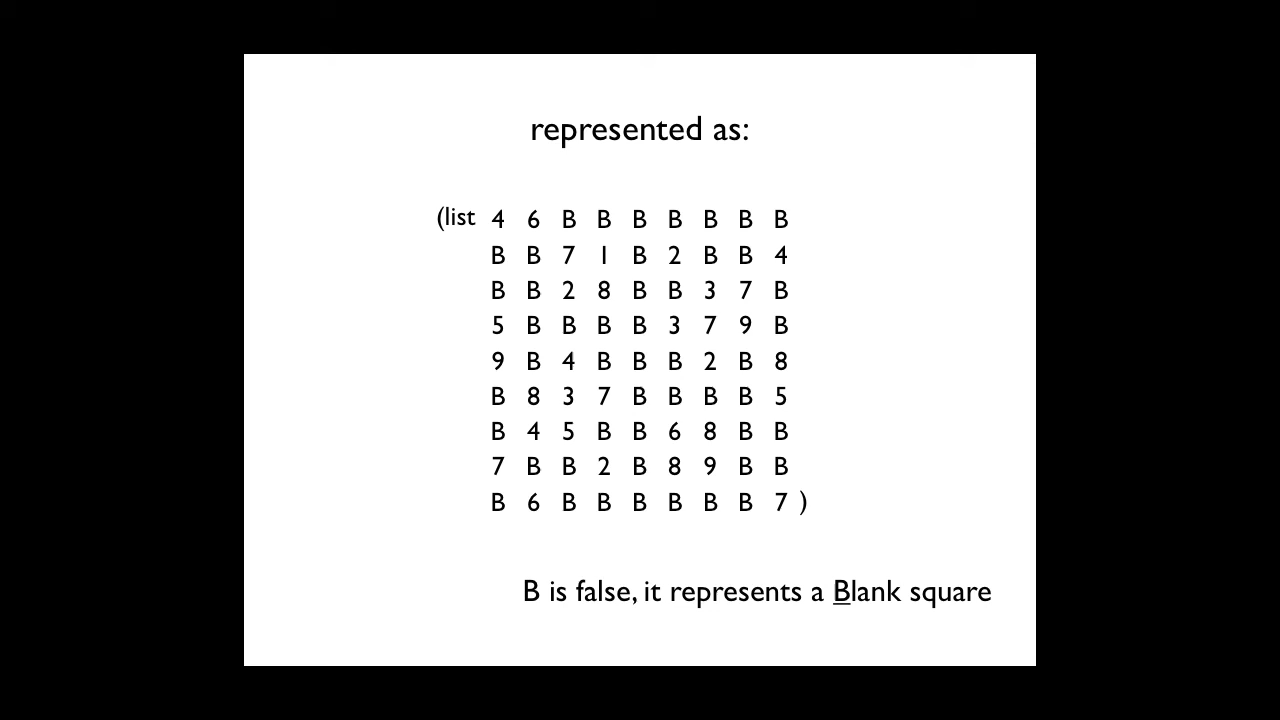 represented as:
(list 4 6 B B B B B B B
B B 7 1 B 2 B B 4
B B 2 8 B B 3 7 B
5 B B B B 3 7 9 B
9 B 4 B B B 2 B 8
B 8 3 7 B B B B 5
B 4 5 B B 6 8 B B
7 B B 2 B 8 9 B B
B 6 B B B B B B 7 )
B is false, it represents a Blank square